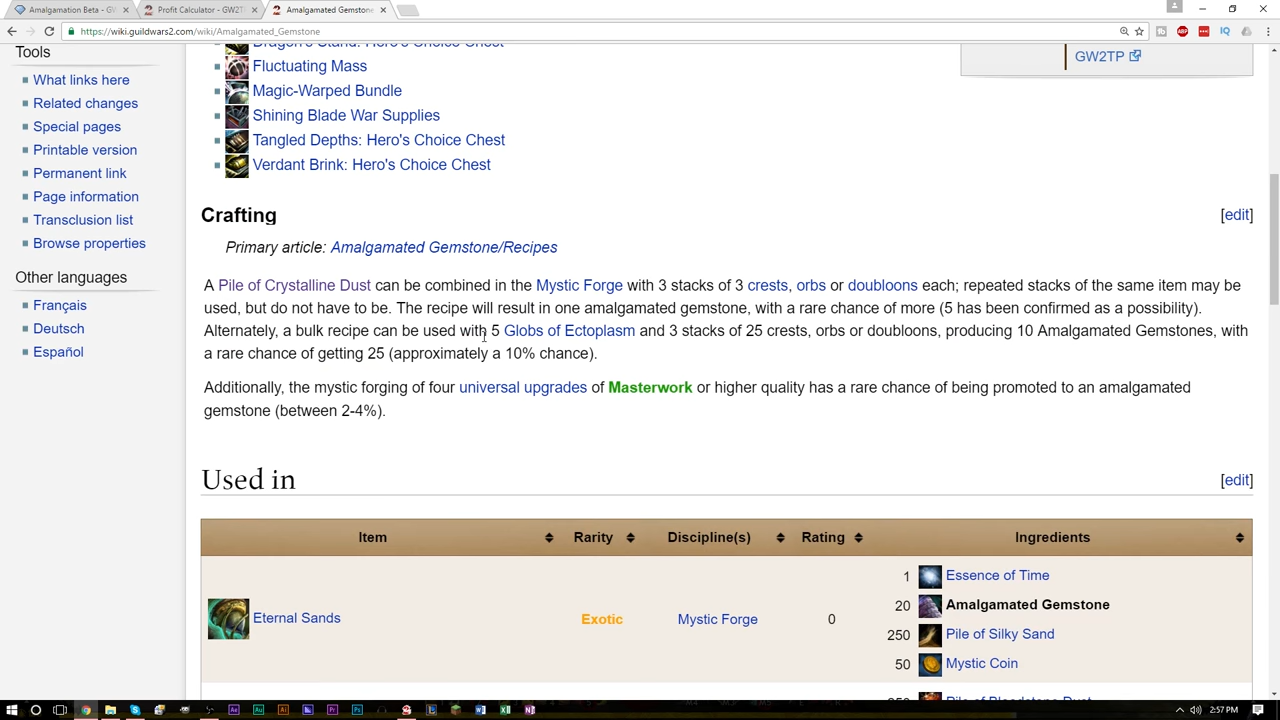 Amalgamation Beta - GW
Profit Calculator - GW2T
Amalgamated Gemstone
https://wiki.guildwars2.com/wiki/Amalgamated_Gemstone
Tools
What links here
Related changes
Special pages
Printable version
Permanent link
Page information
Transclusion list
Browse properties
Other languages
Français
Deutsch
Español
Dragon's Stand: Hero's Choice Chest
Fluctuating Mass
Magic-Warped Bundle
Shining Blade War Supplies
Tangled Depths: Hero's Choice Chest
Verdant Brink: Hero's Choice Chest
GW2TP
Crafting [edit]
Primary article: Amalgamated Gemstone/Recipes
A Pile of Crystalline Dust can be combined in the Mystic Forge with 3 stacks of 3 crests, orbs or doubloons each; repeated stacks of the same item may be
used, but do not have to be. The recipe will result in one amalgamated gemstone, with a rare chance of more (5 has been confirmed as a possibility).
Alternately, a bulk recipe can be used with 5 Globs of Ectoplasm and 3 stacks of 25 crests, orbs or doubloons, producing 10 Amalgamated Gemstones, with
a rare chance of getting 25 (approximately a 10% chance).
Additionally, the mystic forging of four universal upgrades of Masterwork or higher quality has a rare chance of being promoted to an amalgamated
gemstone (between 2-4%).
Used in [edit]
Item Rarity Discipline(s) Rating Ingredients
Eternal Sands Exotic Mystic Forge 0
1 Essence of Time
20 Amalgamated Gemstone
250 Pile of Silky Sand
50 Mystic Coin
250 Pile of Bloodstone Dust
2:57 PM